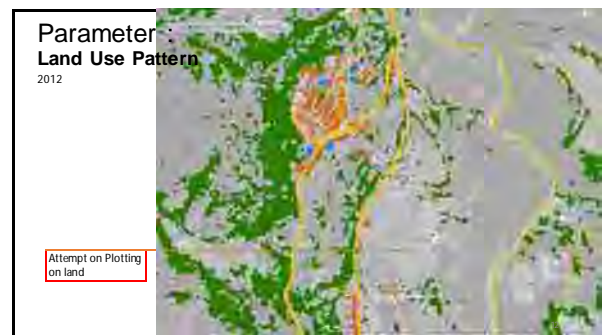 Parameter :
Land Use Pattern
2012
Attempt on Plotting
on land